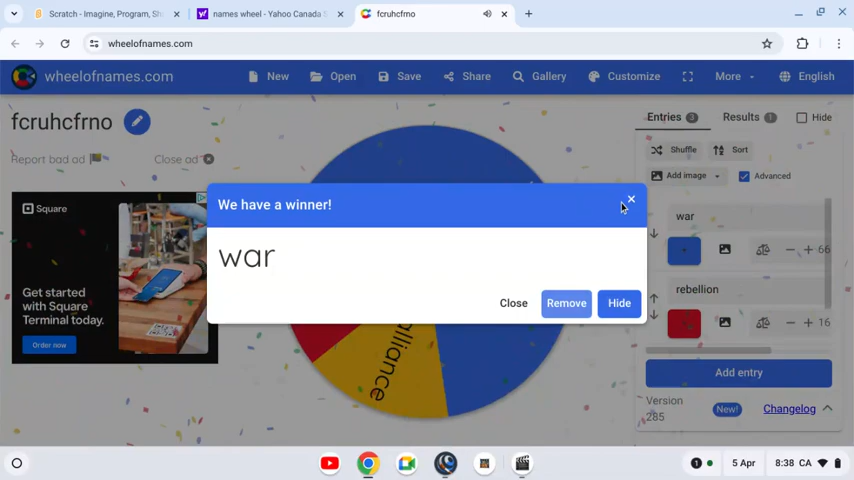 Scratch - Imagine, Program, Sh
names wheel - Yahoo Canada S
fcruhcfrno
wheelofnames.com
wheelofnames.com
New
Open
Save
Share
Gallery
Customize
More
English
fcruhcfrno
Report bad ad
Close ad
Entries 3
Results 1
Hide
Shuffle
Sort
Add image
Advanced
Square
Get started
with Square
Terminal today.
Order now
We have a winner!
war
Close
Remove
Hide
alliance
war
66
rebellion
16
Add entry
Version
285
New!
Changelog
1
5 Apr
8:38 CA